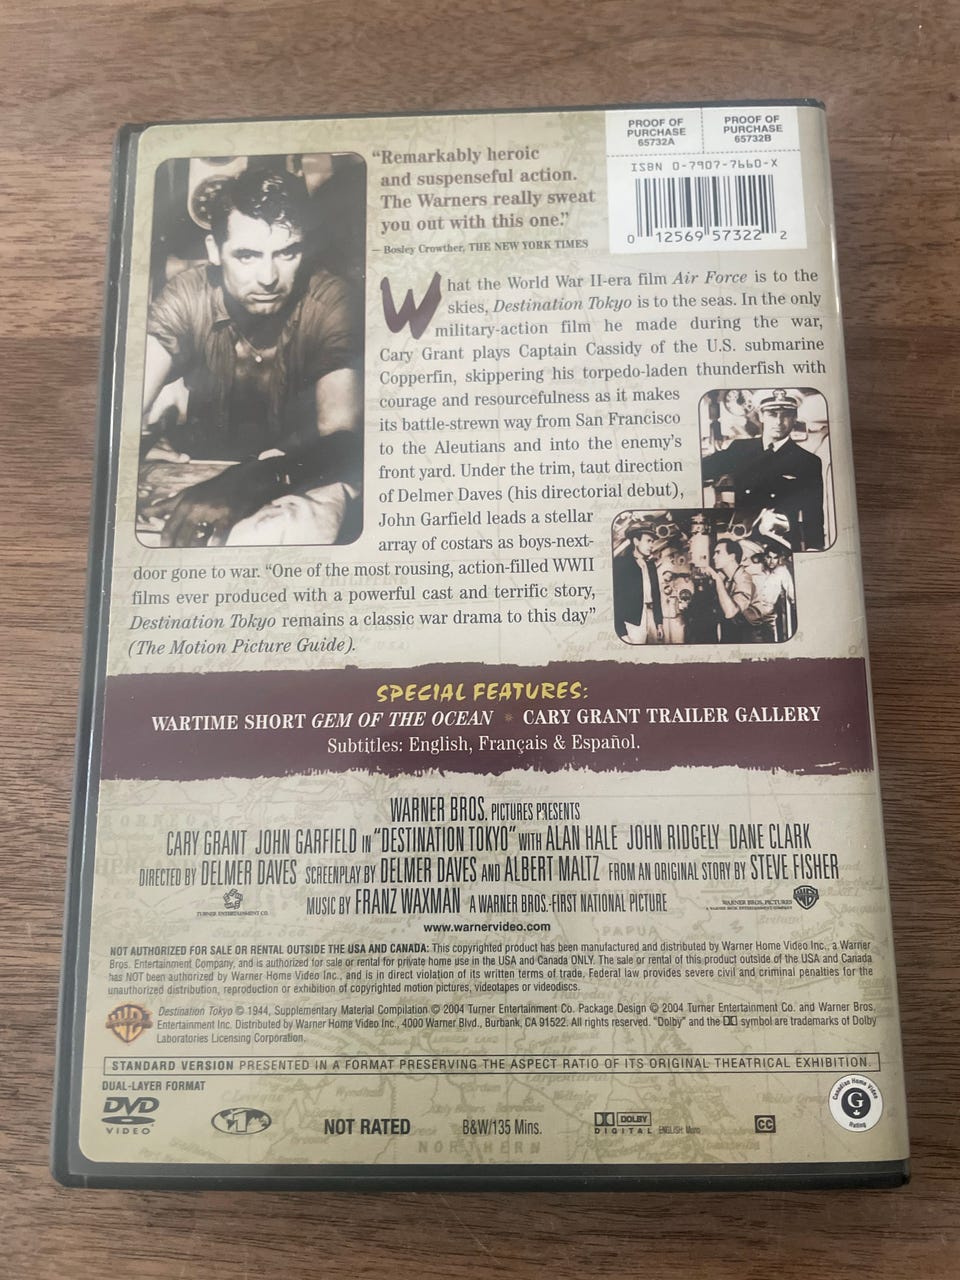 PROOF OF PURCHASE 65732A
PROOF OF PURCHASE 65732B
ISBN 0-7907-7660-X
0 12569 57322 2
"Remarkably heroic
and suspenseful action.
The Warners really sweat
you out with this one."
– Bosley Crowther, THE NEW YORK TIMES
What the World War II-era film Air Force is to the
skies, Destination Tokyo is to the seas. In the only
military-action film he made during the war,
Cary Grant plays Captain Cassidy of the U.S. submarine
Copperfin, skippering his torpedo-laden thunderfish with
courage and resourcefulness as it makes
its battle-strewn way from San Francisco
to the Aleutians and into the enemy's
front yard. Under the trim, taut direction
of Delmer Daves (his directorial debut),
John Garfield leads a stellar
array of costars as boys-next-
door gone to war. "One of the most rousing, action-filled WWII
films ever produced with a powerful cast and terrific story,
Destination Tokyo remains a classic war drama to this day"
(The Motion Picture Guide).
SPECIAL FEATURES:
WARTIME SHORT GEM OF THE OCEAN * CARY GRANT TRAILER GALLERY
Subtitles: English, Français & Español.
WARNER BROS. PICTURES PRESENTS
CARY GRANT JOHN GARFIELD IN "DESTINATION TOKYO" WITH ALAN HALE JOHN RIDGELY DANE CLARK
DIRECTED BY DELMER DAVES SCREENPLAY BY DELMER DAVES AND ALBERT MALTZ FROM AN ORIGINAL STORY BY STEVE FISHER
MUSIC BY FRANZ WAXMAN A WARNER BROS.-FIRST NATIONAL PICTURE
TURNER ENTERTAINMENT CO.
WARNER BROS. PICTURES
www.warnervideo.com
NOT AUTHORIZED FOR SALE OR RENTAL OUTSIDE THE USA AND CANADA: This copyrighted product has been manufactured and distributed by Warner Home Video Inc., a Warner
Bros. Entertainment Company, and is authorized for sale or rental for private home use in the USA and Canada ONLY. The sale or rental of this product outside of the USA and Canada
has NOT been authorized by Warner Home Video Inc., and is in direct violation of its written terms of trade. Federal law provides severe civil and criminal penalties for the
unauthorized distribution, reproduction or exhibition of copyrighted motion pictures, videotapes or videodiscs.
Destination Tokyo © 1944, Supplementary Material Compilation © 2004 Turner Entertainment Co. Package Design © 2004 Turner Entertainment Co. and Warner Bros.
Entertainment Inc. Distributed by Warner Home Video Inc., 4000 Warner Blvd., Burbank, CA 91522. All rights reserved. "Dolby" and the DD symbol are trademarks of Dolby
Laboratories Licensing Corporation.
STANDARD VERSION PRESENTED IN A FORMAT PRESERVING THE ASPECT RATIO OF ITS ORIGINAL THEATRICAL EXHIBITION.
DUAL-LAYER FORMAT
DVD
VIDEO
1
NOT RATED
B&W/135 Mins.
DOLBY
DIGITAL
ENGLISH: Mono
CC
Canadian Home Video
G
Rating